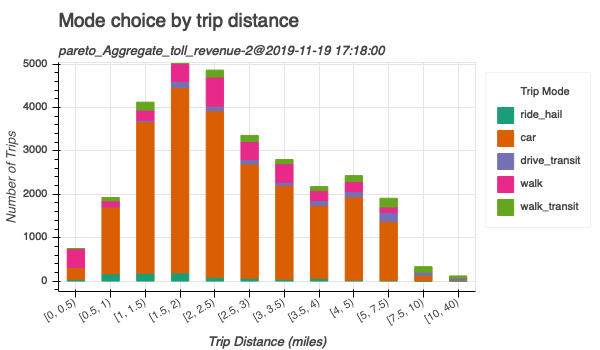 Mode choice by trip distance
pareto_Aggregate_toll_revenue-2@2019-11-19 17:18:00
Number of Trips
5000
4000
3000
2000
1000
0
[0, 0.5)
[0.5, 1)
[1, 1.5)
[1.5, 2)
[2, 2.5)
[2.5, 3)
[3, 3.5)
[3.5, 4)
[4, 5)
[5, 7.5)
[7.5, 10)
[10, 40)
Trip Distance (miles)
Trip Mode
ride_hail
car
drive_transit
walk
walk_transit